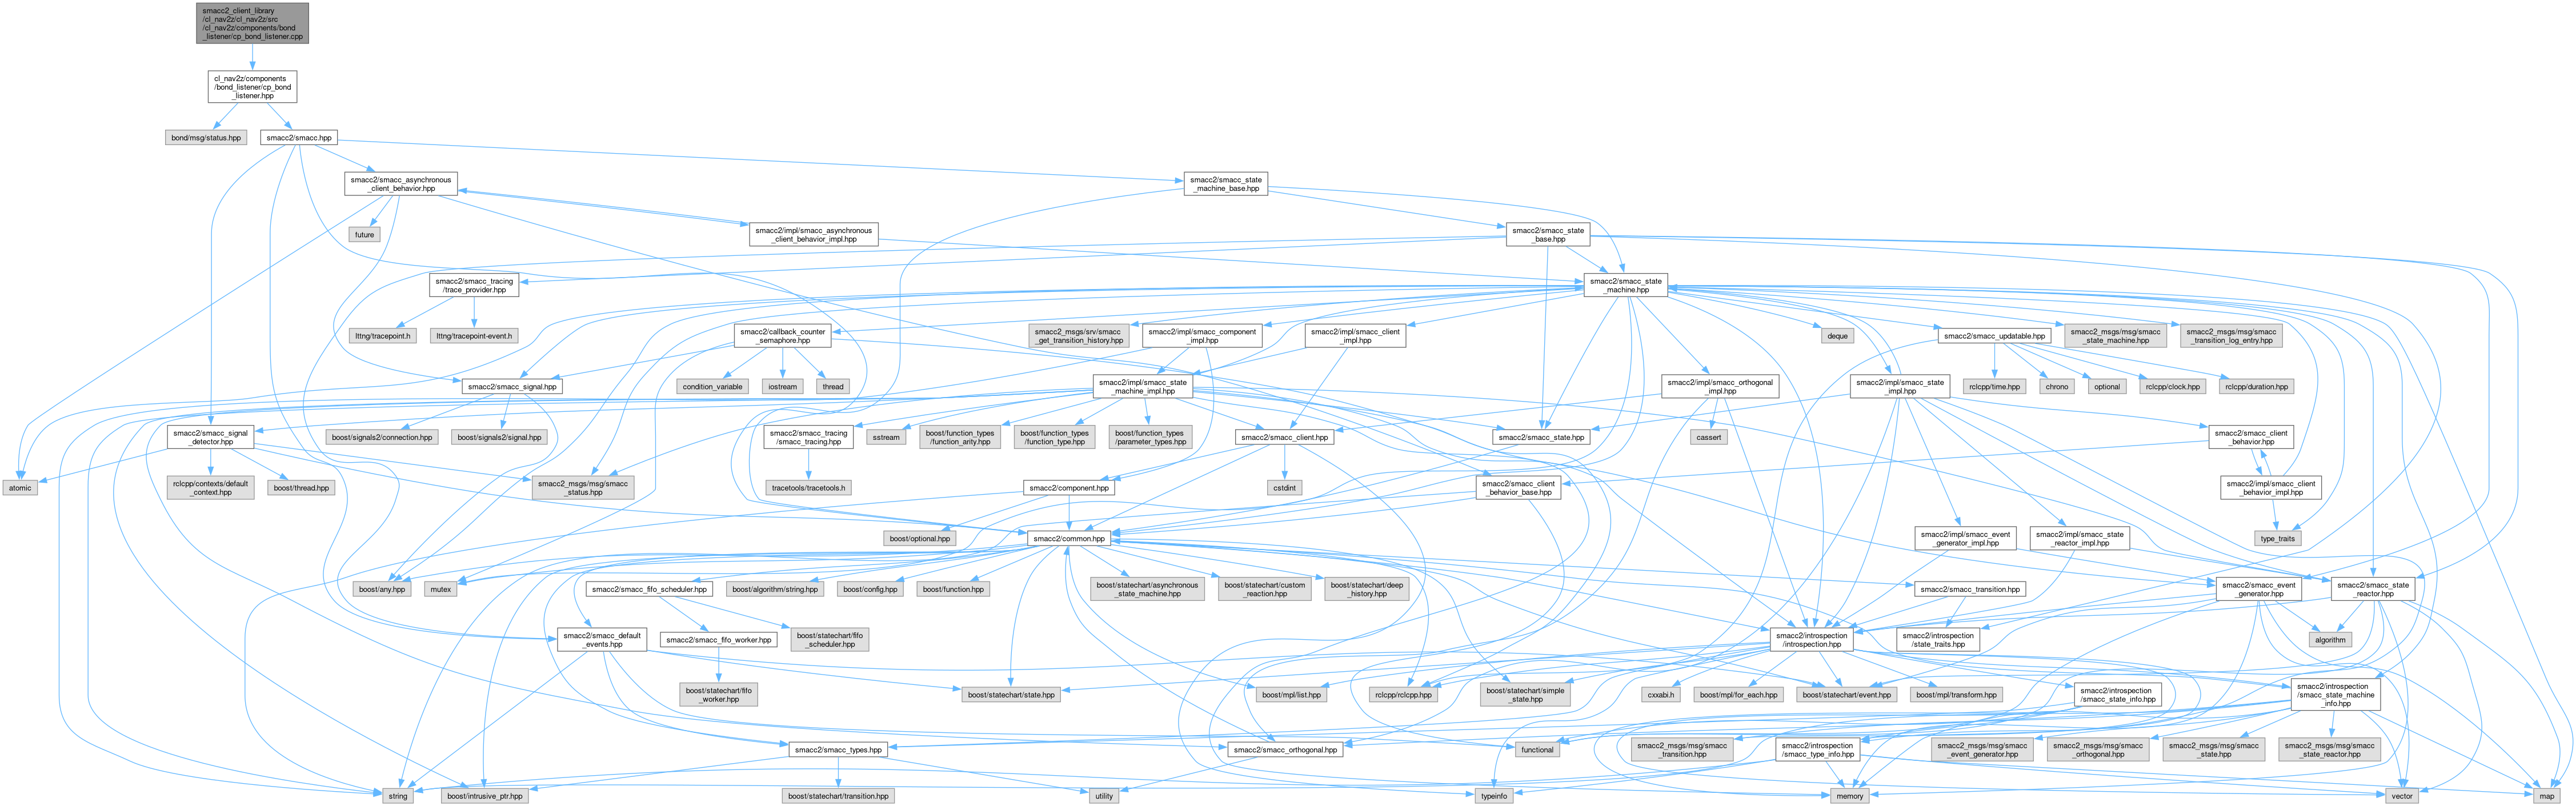 smacc2_client_library
/cl_nav2z/cl_nav2z/src
/cl_nav2z/components/bond
_listener/cp_bond_listener.cpp
cl_nav2z/components
/bond_listener/cp_bond
_listener.hpp
bond/msg/status.hpp
smacc2/smacc.hpp
smacc2/smacc_asynchronous
_client_behavior.hpp
smacc2/smacc_state
_machine_base.hpp
future
smacc2/impl/smacc_asynchronous
_client_behavior_impl.hpp
smacc2/smacc_state
_base.hpp
smacc2/smacc_tracing
/trace_provider.hpp
smacc2/smacc_state
_machine.hpp
lttng/tracepoint.h
lttng/tracepoint-event.h
smacc2/callback_counter
_semaphore.hpp
smacc2_msgs/srv/smacc
_get_transition_history.hpp
smacc2/impl/smacc_component
_impl.hpp
smacc2/impl/smacc_client
_impl.hpp
deque
smacc2/smacc_updatable.hpp
smacc2_msgs/msg/smacc
_state_machine.hpp
smacc2_msgs/msg/smacc
_transition_log_entry.hpp
smacc2/smacc_signal.hpp
condition_variable
iostream
thread
smacc2/impl/smacc_state
_machine_impl.hpp
smacc2/impl/smacc_orthogonal
_impl.hpp
smacc2/impl/smacc_state
_impl.hpp
rclcpp/time.hpp
chrono
optional
rclcpp/clock.hpp
rclcpp/duration.hpp
smacc2/smacc_signal
_detector.hpp
boost/signals2/connection.hpp
boost/signals2/signal.hpp
smacc2/smacc_tracing
/smacc_tracing.hpp
sstream
boost/function_types
/function_arity.hpp
boost/function_types
/function_type.hpp
boost/function_types
/parameter_types.hpp
smacc2/smacc_client.hpp
smacc2/smacc_state.hpp
cassert
smacc2/smacc_client
_behavior.hpp
atomic
rclcpp/contexts/default
_context.hpp
boost/thread.hpp
smacc2_msgs/msg/smacc
_status.hpp
tracetools/tracetools.h
smacc2/component.hpp
cstdint
smacc2/smacc_client
_behavior_base.hpp
smacc2/impl/smacc_client
_behavior_impl.hpp
boost/optional.hpp
smacc2/common.hpp
smacc2/impl/smacc_event
_generator_impl.hpp
smacc2/impl/smacc_state
_reactor_impl.hpp
type_traits
boost/any.hpp
mutex
smacc2/smacc_fifo_scheduler.hpp
boost/algorithm/string.hpp
boost/config.hpp
boost/function.hpp
boost/statechart/asynchronous
_state_machine.hpp
boost/statechart/custom
_reaction.hpp
boost/statechart/deep
_history.hpp
smacc2/smacc_transition.hpp
smacc2/smacc_event
_generator.hpp
smacc2/smacc_state
_reactor.hpp
smacc2/smacc_default
_events.hpp
smacc2/smacc_fifo_worker.hpp
boost/statechart/fifo
_scheduler.hpp
smacc2/introspection
/introspection.hpp
smacc2/introspection
/state_traits.hpp
algorithm
boost/statechart/fifo
_worker.hpp
boost/statechart/state.hpp
boost/mpl/list.hpp
rclcpp/rclcpp.hpp
boost/statechart/simple
_state.hpp
cxxabi.h
boost/mpl/for_each.hpp
boost/statechart/event.hpp
boost/mpl/transform.hpp
smacc2/introspection
/smacc_state_info.hpp
smacc2/introspection
/smacc_state_machine
_info.hpp
smacc2/smacc_types.hpp
smacc2/smacc_orthogonal.hpp
functional
smacc2_msgs/msg/smacc
_transition.hpp
smacc2/introspection
/smacc_type_info.hpp
smacc2_msgs/msg/smacc
_event_generator.hpp
smacc2_msgs/msg/smacc
_orthogonal.hpp
smacc2_msgs/msg/smacc
_state.hpp
smacc2_msgs/msg/smacc
_state_reactor.hpp
string
boost/intrusive_ptr.hpp
boost/statechart/transition.hpp
utility
typeinfo
memory
vector
map